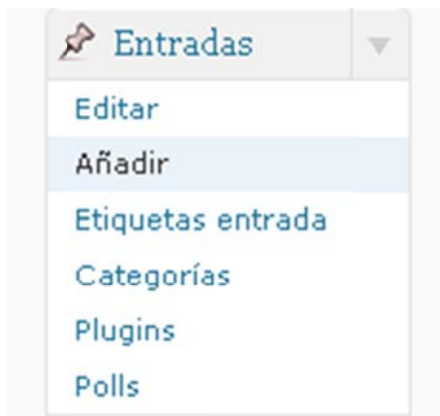 Entradas
Editar
Añadir
Etiquetas entrada
Categorías
Plugins
Polls